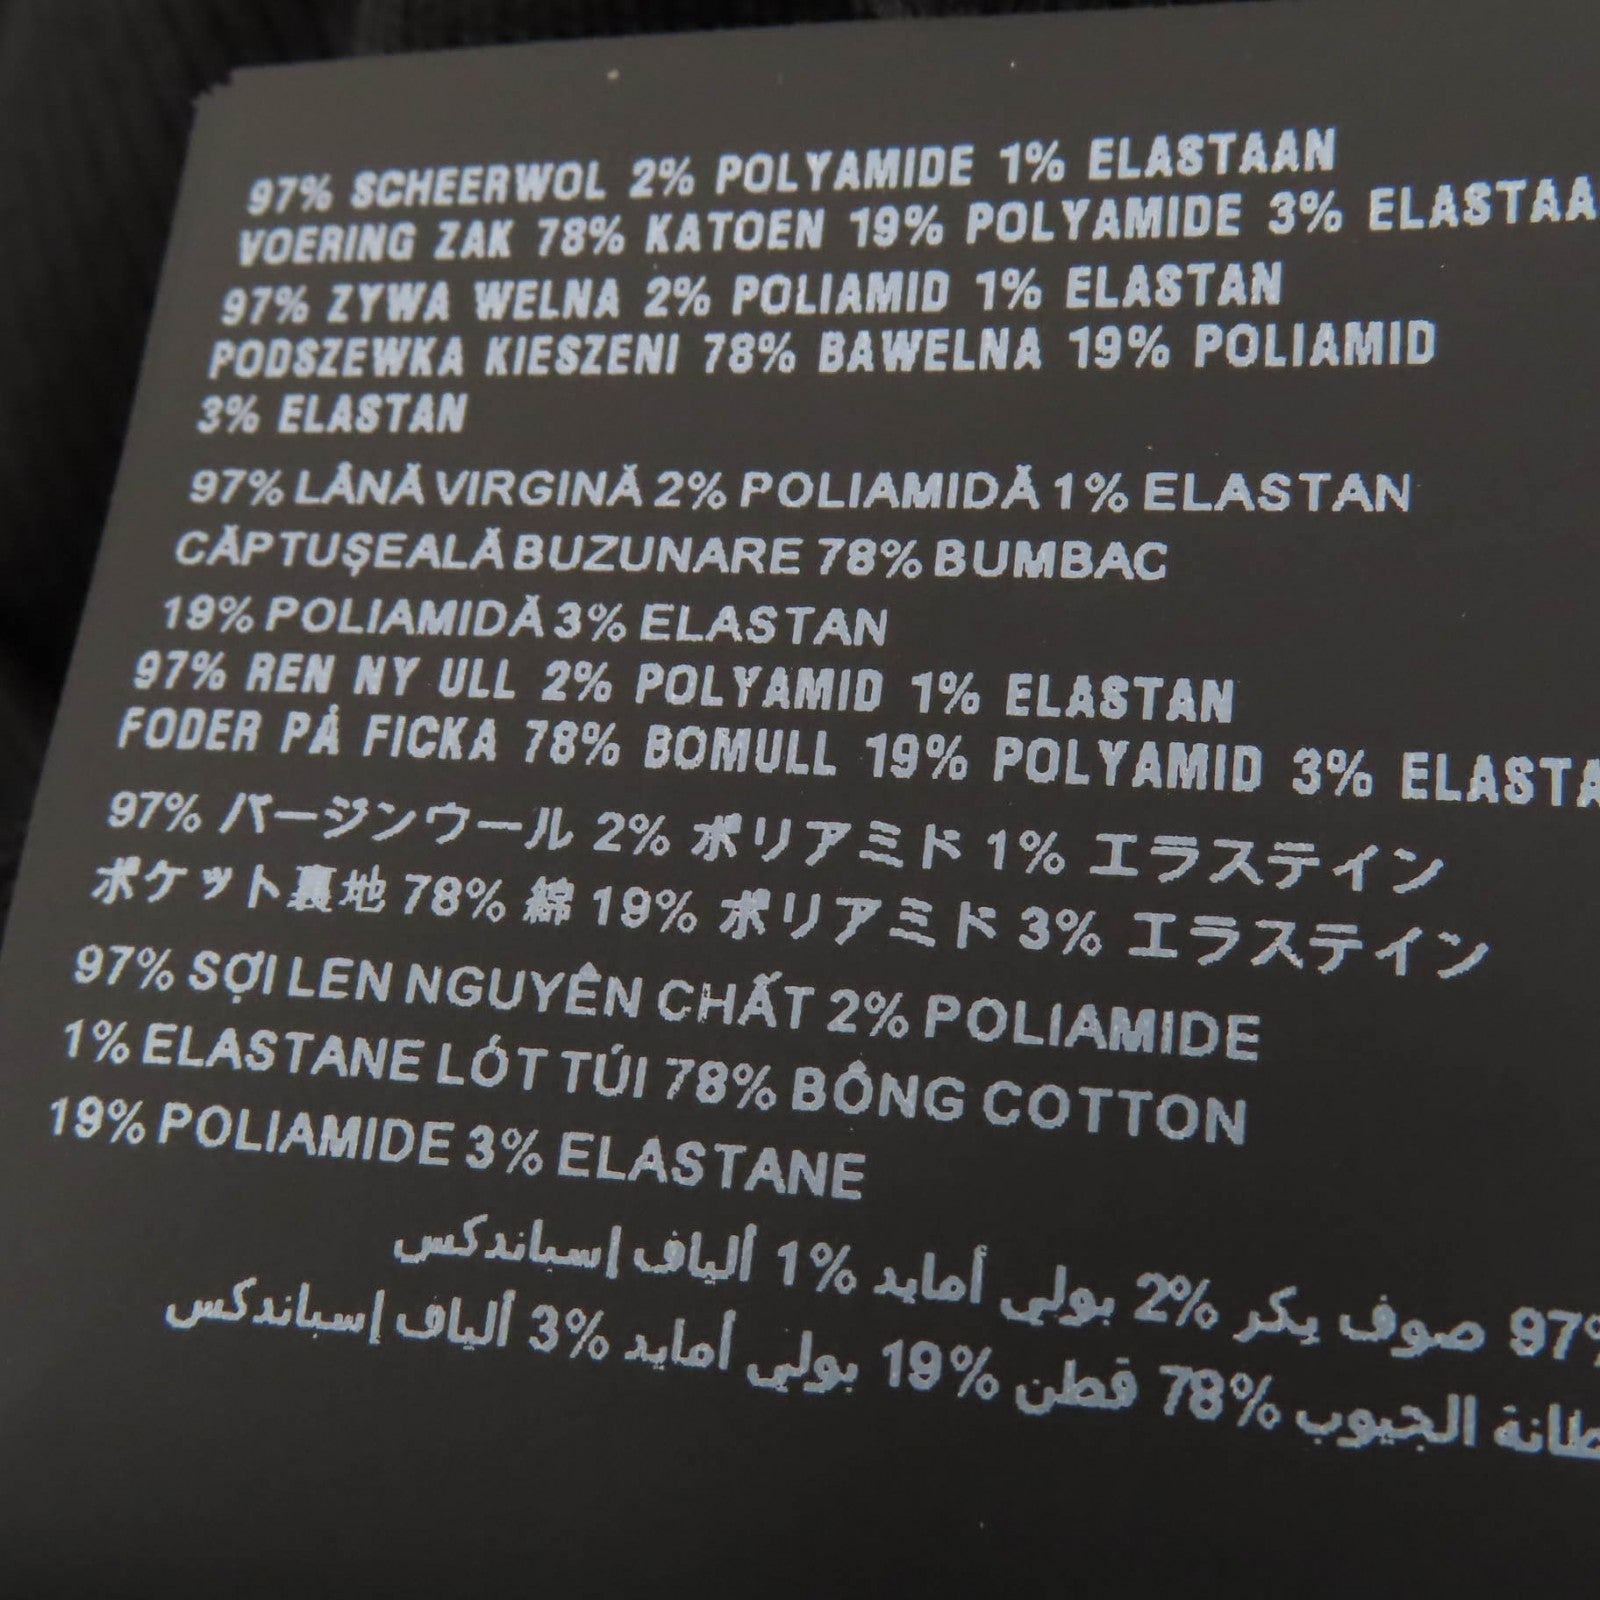 97% SCHEERWOL 2% POLYAMIDE 1% ELASTAAN
VOERING ZAK 78% KATOEN 19% POLYAMIDE 3% ELASTAA
97% ZYWA WELNA 2% POLIAMID 1% ELASTAN
PODSZEWKA KIESZENI 78% BAWELNA 19% POLIAMID
3% ELASTAN
97% LÂNĂ VIRGINĂ 2% POLIAMIDĂ 1% ELASTAN
CĂPTUȘEALĂ BUZUNARE 78% BUMBAC
19% POLIAMIDĂ 3% ELASTAN
97% REN NY ULL 2% POLYAMID 1% ELASTAN
FODER PÅ FICKA 78% BOMULL 19% POLYAMID 3% ELASTA
97% バージンウール 2% ポリアミド 1% エラステイン
ポケット裏地 78% 綿 19% ポリアミド 3% エラステイン
97% SỢI LEN NGUYÊN CHẤT 2% POLIAMIDE
1% ELASTANE LÓT TÚI 78% BÔNG COTTON
19% POLIAMIDE 3% ELASTANE
97% صوف بكر 2% بولي أمايد 1% ألياف إسباندكس
طانة الجيوب 78% قطن 19% بولي أمايد 3% ألياف إسباندكس